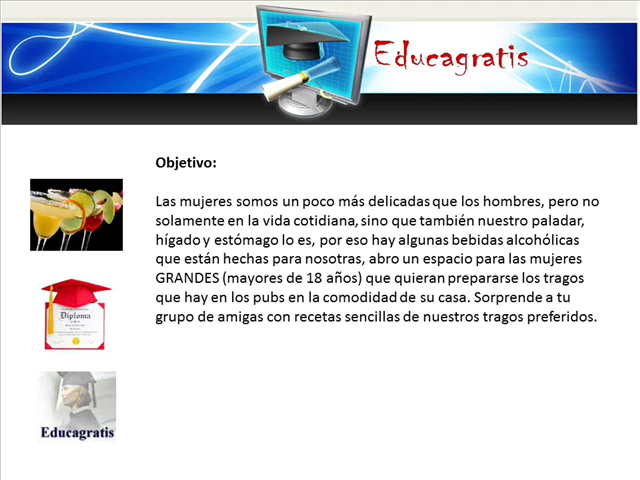 Educagratis
Objetivo:
Las mujeres somos un poco más delicadas que los hombres, pero no
solamente en la vida cotidiana, sino que también nuestro paladar,
hígado y estómago lo es, por eso hay algunas bebidas alcohólicas
que están hechas para nosotras, abro un espacio para las mujeres
GRANDES (mayores de 18 años) que quieran prepararse los tragos
que hay en los pubs en la comodidad de su casa. Sorprende a tu
grupo de amigas con recetas sencillas de nuestros tragos preferidos.
Diploma
Educagratis